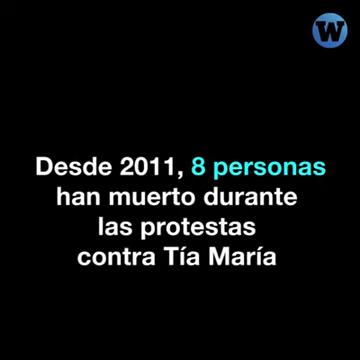 W
Desde 2011, 8 personas
han muerto durante
las protestas
contra Tía María